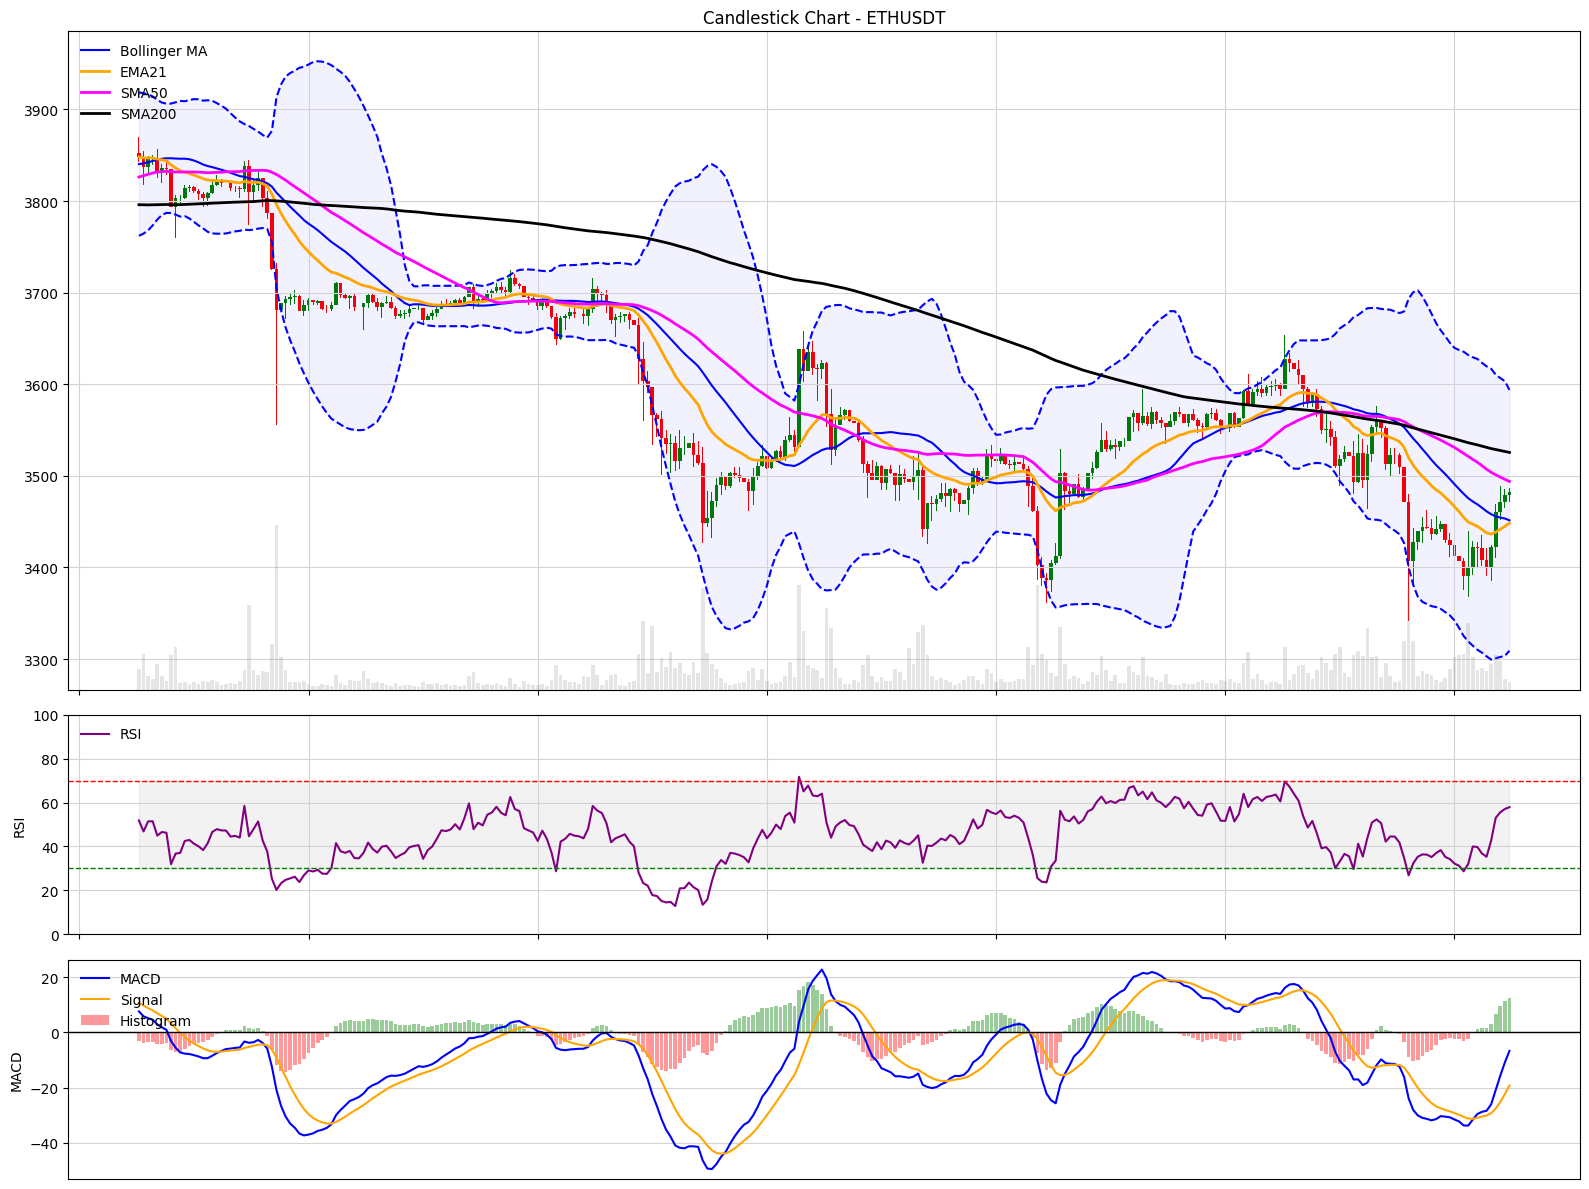 Candlestick Chart - ETHUSDT
Bollinger MA
EMA21
SMA50
SMA200
3900
3800
3700
3600
3500
3400
3300
RSI
100
80
60
40
20
0
RSI
MACD
Signal
Histogram
20
0
−20
−40
MACD